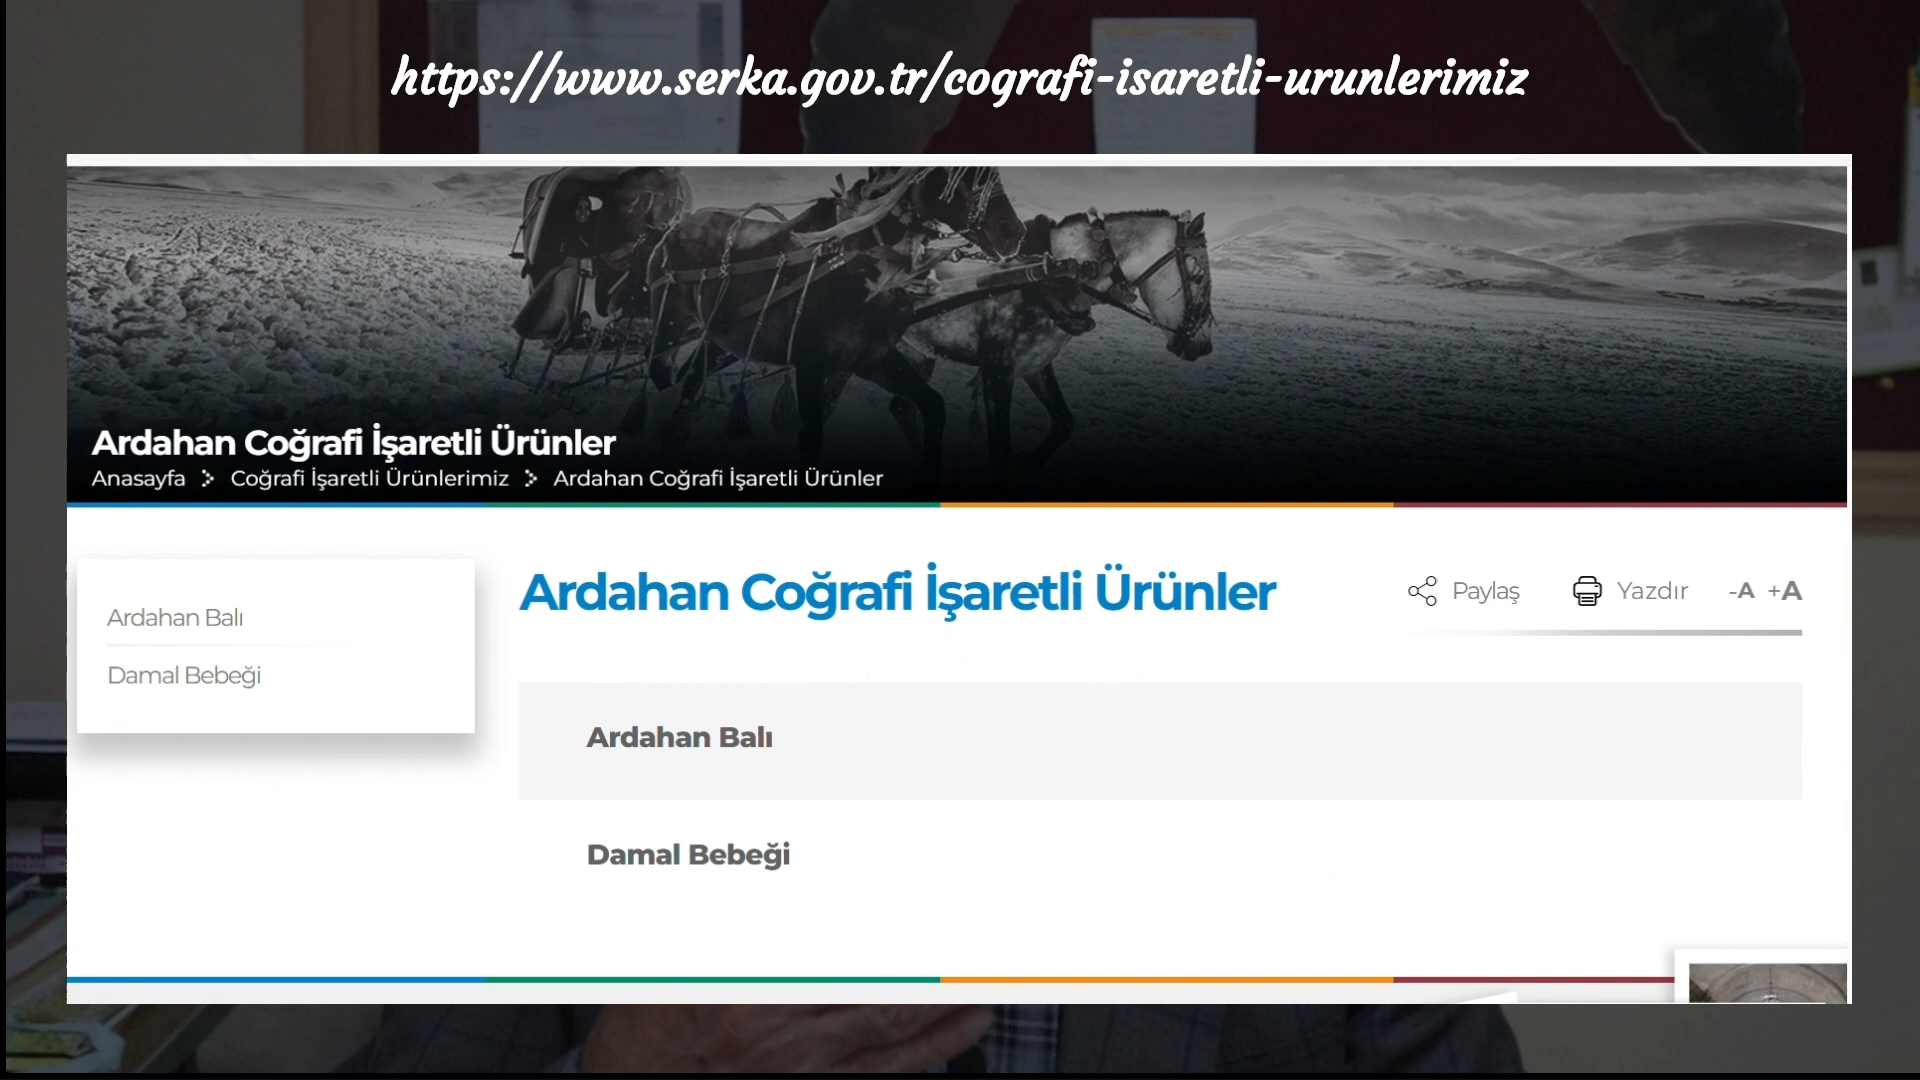 https://www.serka.gov.tr/cografi-isaretli-urunlerimiz
Ardahan Coğrafi İşaretli Ürünler
Anasayfa Coğrafi İşaretli Ürünlerimiz Ardahan Coğrafi İşaretli Ürünler
Ardahan Balı
Damal Bebeği
Ardahan Coğrafi İşaretli Ürünler
Paylaş Yazdır -A +A
Ardahan Balı
Damal Bebeği